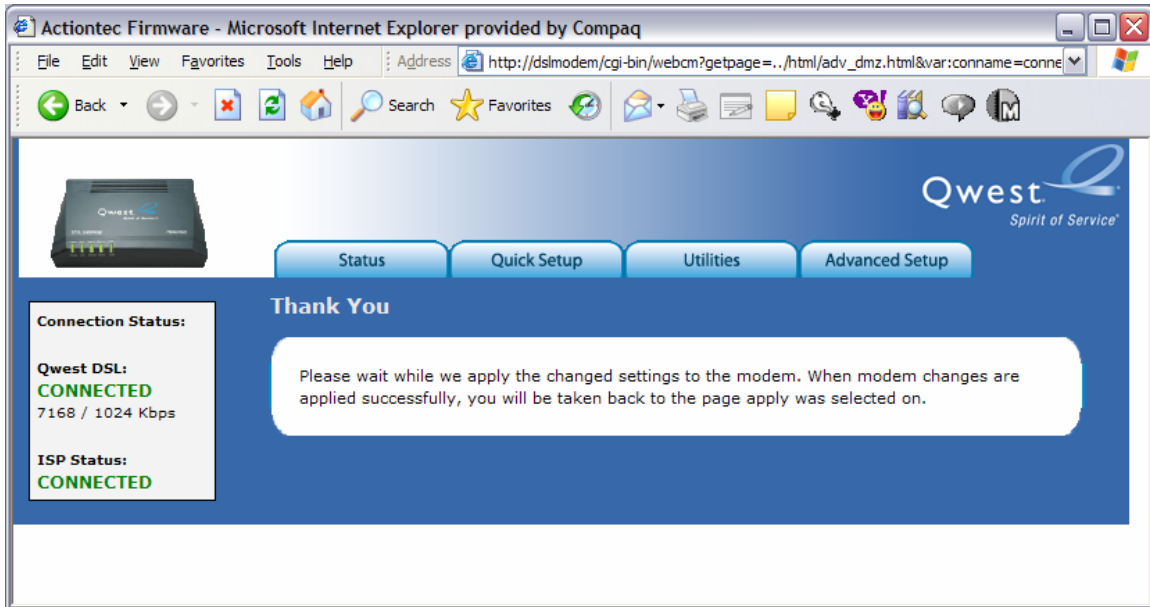 Actiontec Firmware - Microsoft Internet Explorer provided by Compaq
File Edit View Favorites Tools Help Address http://dslmodem/cgi-bin/webcm?getpage=../html/adv_dmz.html&var:conname=conne
Back Search Favorites
Qwest
Qwest
Spirit of Service
Status Quick Setup Utilities Advanced Setup
Connection Status:
Qwest DSL:
CONNECTED
7168 / 1024 Kbps
ISP Status:
CONNECTED
Thank You
Please wait while we apply the changed settings to the modem. When modem changes are
applied successfully, you will be taken back to the page apply was selected on.